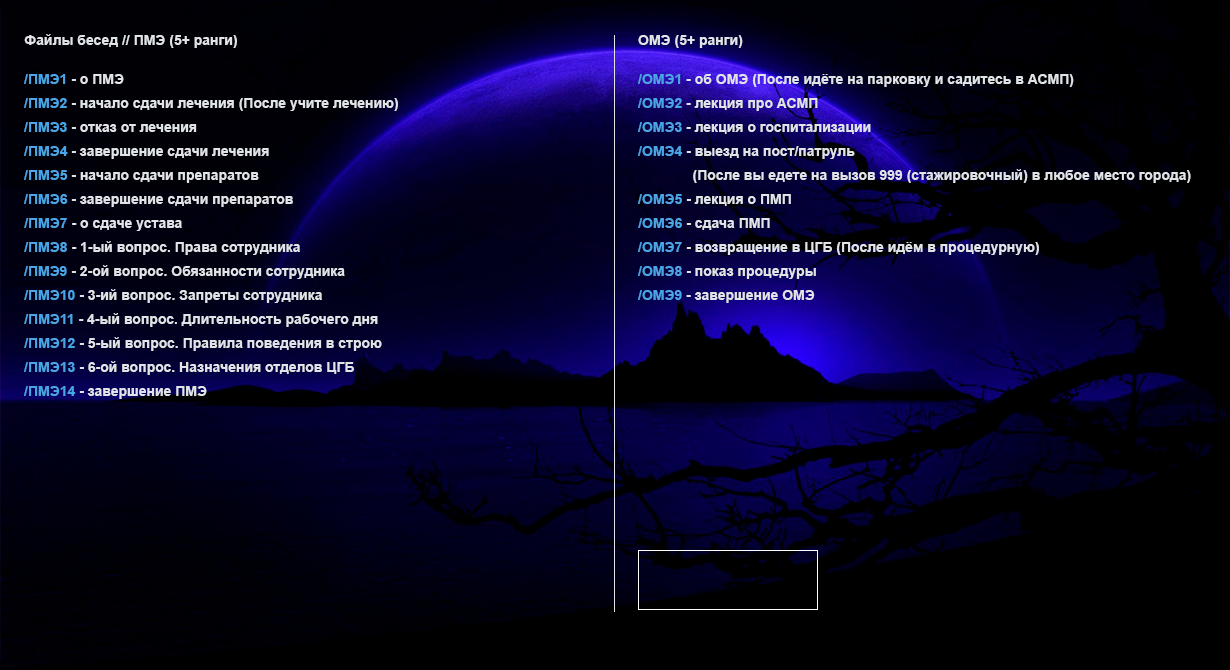 Файлы бесед // ПМЭ (5+ ранги)
/ПМЭ1 - о ПМЭ
/ПМЭ2 - начало сдачи лечения (После учите лечению)
/ПМЭ3 - отказ от лечения
/ПМЭ4 - завершение сдачи лечения
/ПМЭ5 - начало сдачи препаратов
/ПМЭ6 - завершение сдачи препаратов
/ПМЭ7 - о сдаче устава
/ПМЭ8 - 1-ый вопрос. Права сотрудника
/ПМЭ9 - 2-ой вопрос. Обязанности сотрудника
/ПМЭ10 - 3-ий вопрос. Запреты сотрудника
/ПМЭ11 - 4-ый вопрос. Длительность рабочего дня
/ПМЭ12 - 5-ый вопрос. Правила поведения в строю
/ПМЭ13 - 6-ой вопрос. Назначения отделов ЦГБ
/ПМЭ14 - завершение ПМЭ
ОМЭ (5+ ранги)
/ОМЭ1 - об ОМЭ (После идёте на парковку и садитесь в АСМП)
/ОМЭ2 - лекция про АСМП
/ОМЭ3 - лекция о госпитализации
/ОМЭ4 - выезд на пост/патруль
(После вы едете на вызов 999 (стажировочный) в любое место города)
/ОМЭ5 - лекция о ПМП
/ОМЭ6 - сдача ПМП
/ОМЭ7 - возвращение в ЦГБ (После идём в процедурную)
/ОМЭ8 - показ процедуры
/ОМЭ9 - завершение ОМЭ